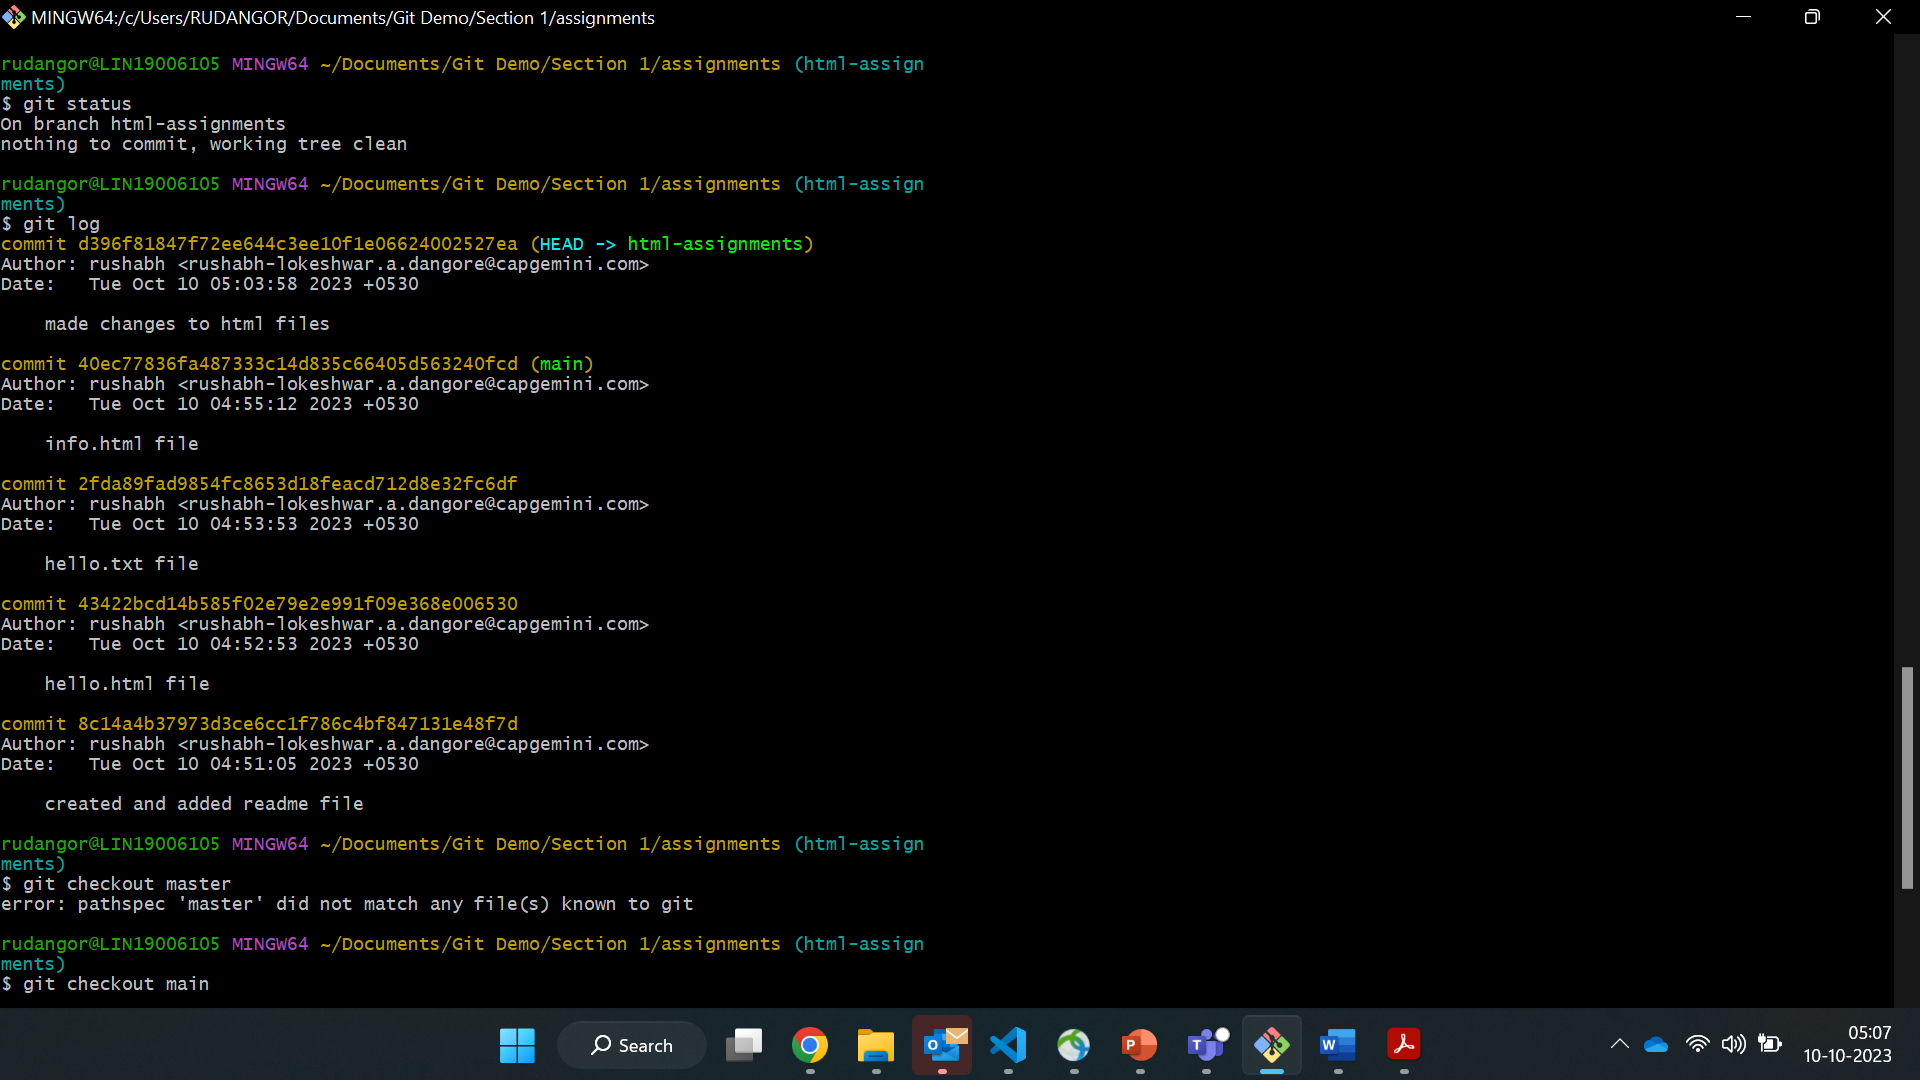 MINGW64:/c/Users/RUDANGOR/Documents/Git Demo/Section 1/assignments
rudangor@LIN19006105 MINGW64 ~/Documents/Git Demo/Section 1/assignments (html-assign
ments)
$ git status
On branch html-assignments
nothing to commit, working tree clean
rudangor@LIN19006105 MINGW64 ~/Documents/Git Demo/Section 1/assignments (html-assign
ments)
$ git log
commit d396f81847f72ee644c3ee10f1e06624002527ea (HEAD -> html-assignments)
Author: rushabh <rushabh-lokeshwar.a.dangore@capgemini.com>
Date:   Tue Oct 10 05:03:58 2023 +0530
    made changes to html files
commit 40ec77836fa487333c14d835c66405d563240fcd (main)
Author: rushabh <rushabh-lokeshwar.a.dangore@capgemini.com>
Date:   Tue Oct 10 04:55:12 2023 +0530
    info.html file
commit 2fda89fad9854fc8653d18feacd712d8e32fc6df
Author: rushabh <rushabh-lokeshwar.a.dangore@capgemini.com>
Date:   Tue Oct 10 04:53:53 2023 +0530
    hello.txt file
commit 43422bcd14b585f02e79e2e991f09e368e006530
Author: rushabh <rushabh-lokeshwar.a.dangore@capgemini.com>
Date:   Tue Oct 10 04:52:53 2023 +0530
    hello.html file
commit 8c14a4b37973d3ce6cc1f786c4bf847131e48f7d
Author: rushabh <rushabh-lokeshwar.a.dangore@capgemini.com>
Date:   Tue Oct 10 04:51:05 2023 +0530
    created and added readme file
rudangor@LIN19006105 MINGW64 ~/Documents/Git Demo/Section 1/assignments (html-assign
ments)
$ git checkout master
error: pathspec 'master' did not match any file(s) known to git
rudangor@LIN19006105 MINGW64 ~/Documents/Git Demo/Section 1/assignments (html-assign
ments)
$ git checkout main
Search
05:07
10-10-2023